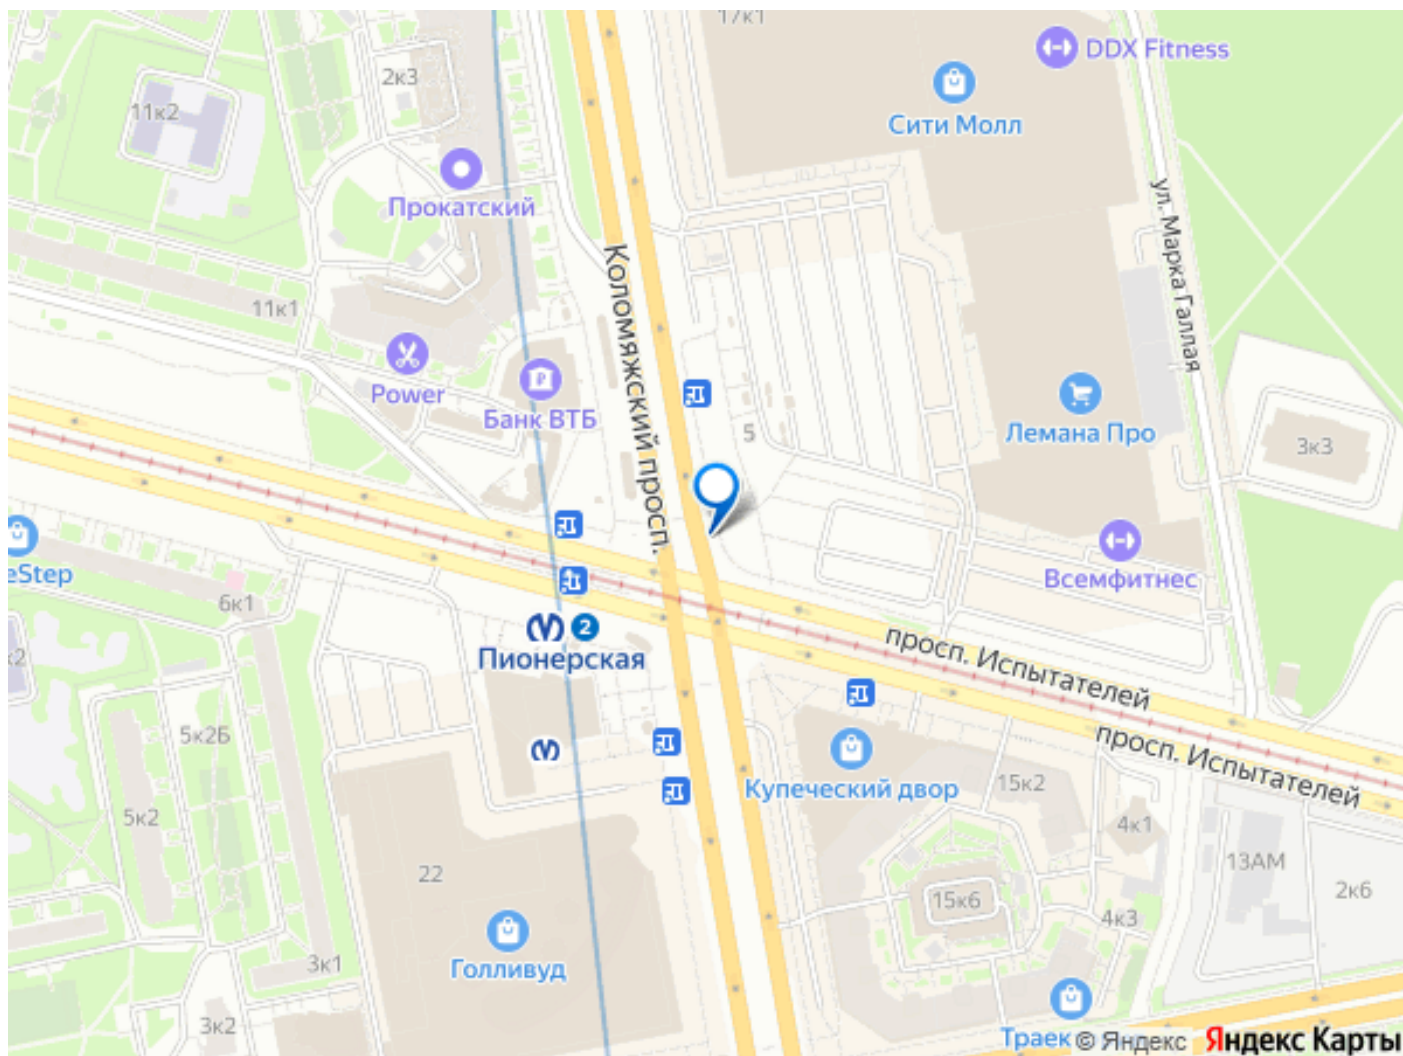 17к1
DDX Fitness
2к3
11к2
Сити Молл
Прокатский
ул. Марка Галлая
Коломяжский просп.
11к1
Power
Банк ВТБ
5
Лемана Про
3к3
eStep
Всемфитнес
6к1
2
Пионерская
просп. Испытателей
к2
5к2Б
просп. Испытателей
Купеческий двор
15к2
5к2
4к1
22
13АМ
2к6
15к6
4к3
3к1
Голливуд
3к2
Траек
© Яндекс
Яндекс Карты